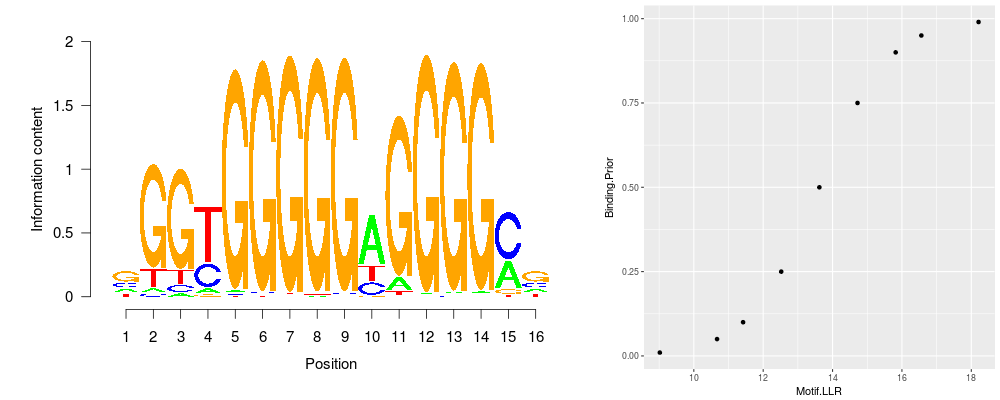 2
1.5
1
0.5
0
Information content
G G T G G G G G A G G G G C G
T T C T A A
1 2 3 4 5 6 7 8 9 10 11 12 13 14 15 16
Position
1.00
0.75
0.50
0.25
0.00
Binding.Prior
10 12 14 16 18
Motif.LLR